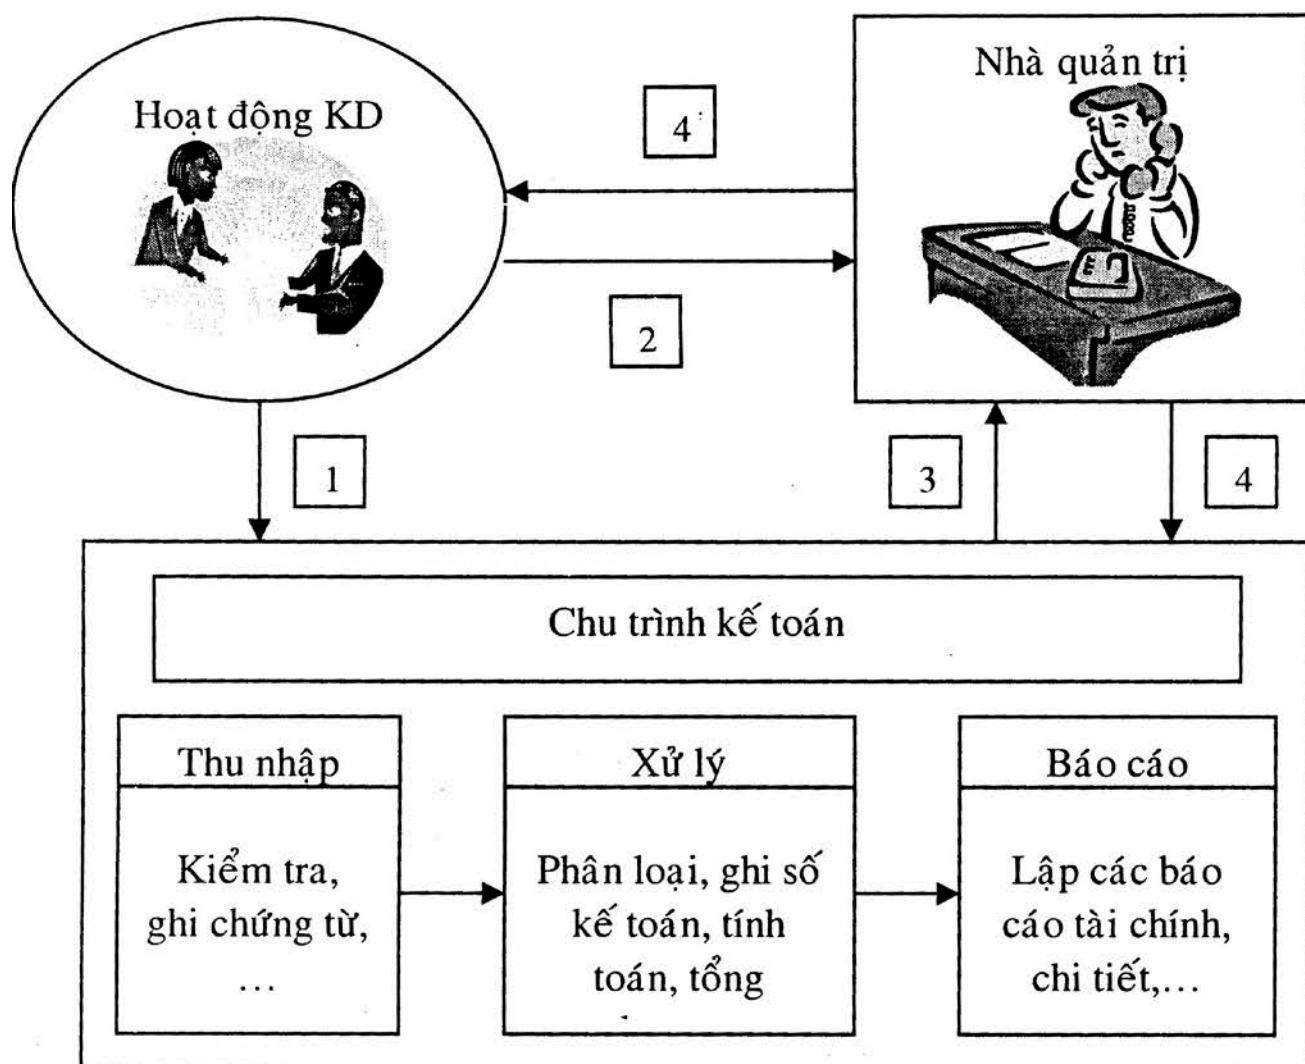 Hoạt động KD
Nhà quản trị
4
2
1
3
4
Chu trình kế toán
Thu nhập
Kiểm tra,
ghi chứng từ,
...
Xử lý
Phân loại, ghi số
kế toán, tính
toán, tổng
Báo cáo
Lập các báo
cáo tài chính,
chi tiết,...